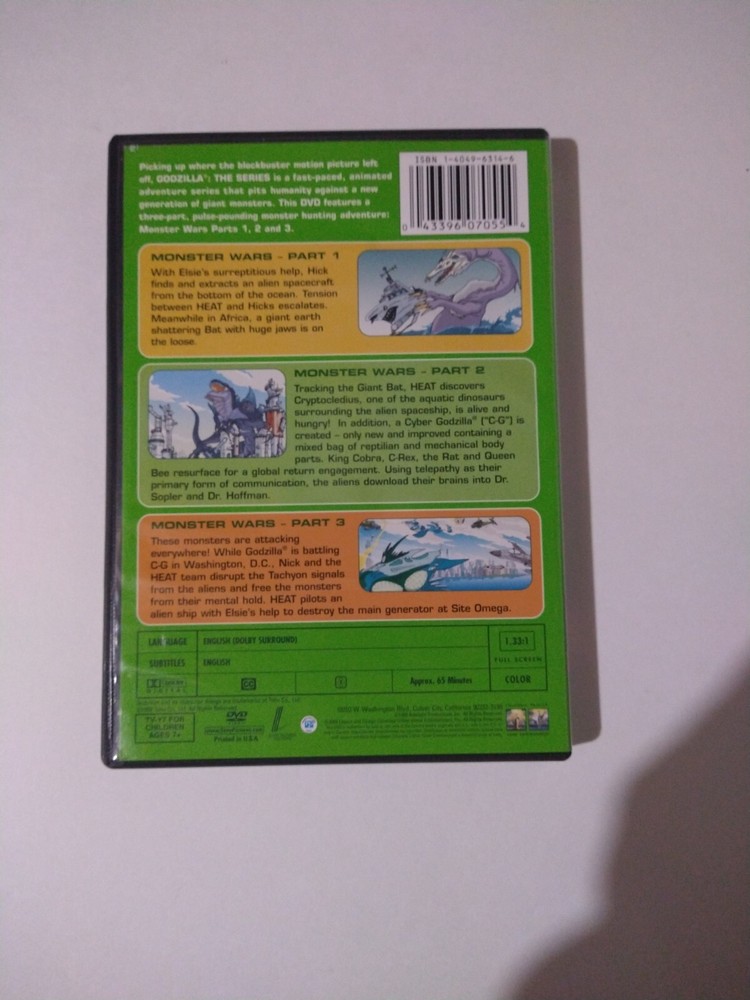 Picking up where the blockbuster motion picture left
off, GODZILLA®: THE SERIES is a fast-paced, animated
adventure series that pits humanity against a new
generation of giant monsters. This DVD features a
three-part, pulse-pounding monster hunting adventure:
Monster Wars Parts 1, 2 and 3.
ISBN 1-4049-6314-6
0 43396 07055 4
MONSTER WARS - PART 1
With Elsie's surreptitious help, Hick
finds and extracts an alien spacecraft
from the bottom of the ocean. Tension
between HEAT and Hicks escalates.
Meanwhile in Africa, a giant earth
shattering Bat with huge jaws is on
the loose.
MONSTER WARS - PART 2
Tracking the Giant Bat, HEAT discovers
Cryptocledius, one of the aquatic dinosaurs
surrounding the alien spaceship, is alive and
hungry! In addition, a Cyber Godzilla® ("C-G") is
created – only new and improved containing a
mixed bag of reptilian and mechanical body
parts. King Cobra, C-Rex, the Rat and Queen
Bee resurface for a global return engagement. Using telepathy as their
primary form of communication, the aliens download their brains into Dr.
Sopler and Dr. Hoffman.
MONSTER WARS - PART 3
These monsters are attacking
everywhere! While Godzilla® is battling
C-G in Washington, D.C., Nick and the
HEAT team disrupt the Tachyon signals
from the aliens and free the monsters
from their mental hold. HEAT pilots an
alien ship with Elsie's help to destroy the main generator at Site Omega.
LANGUAGE ENGLISH (DOLBY SURROUND)
1.33:1
FULL SCREEN
SUBTITLES ENGLISH
DIGITAL
CC
Approx. 65 Minutes
COLOR
TV-Y7 FOR
CHILDREN
AGES 7+
DVD
Printed in U.S.A.
W. Washington Blvd., Culver City, California